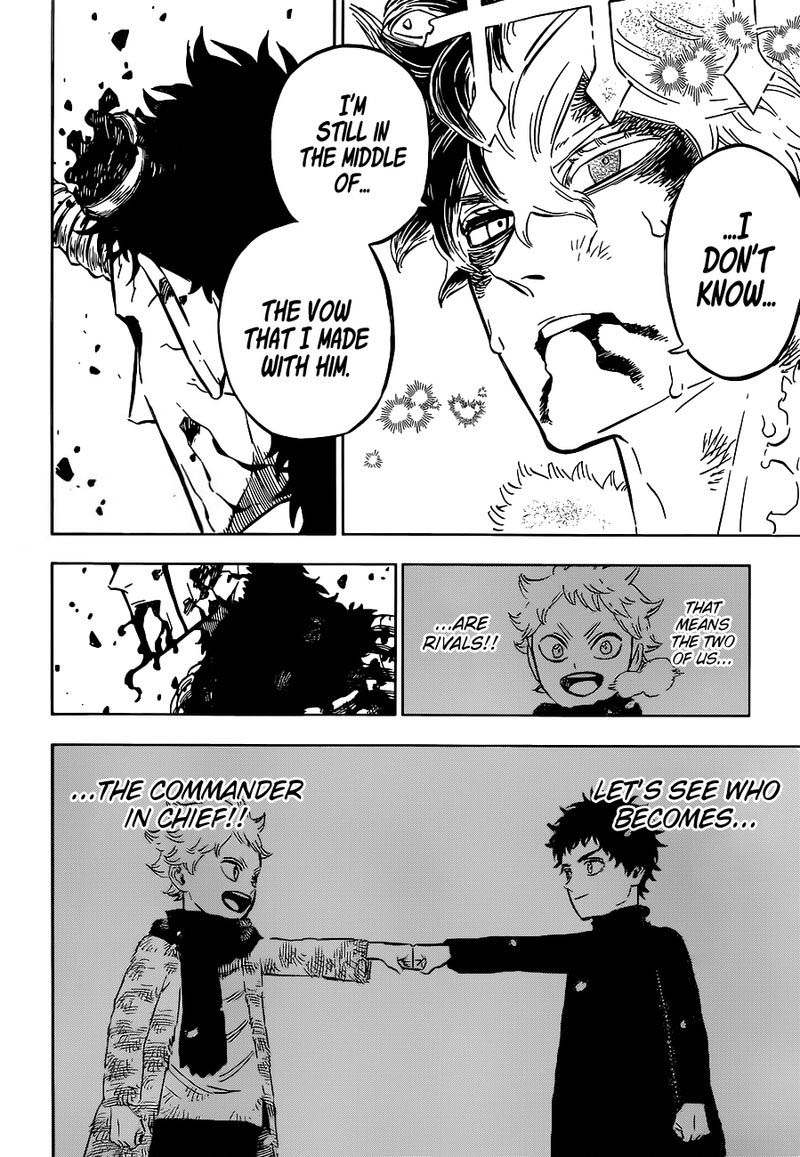 ...I
DON'T
KNOW...
I'M
STILL IN
THE MIDDLE
OF...
THE VOW
THAT I MADE
WITH HIM.
THAT
MEANS
THE TWO
OF US...
...ARE
RIVALS!!
LET'S SEE WHO
BECOMES...
...THE COMMANDER
IN CHIEF!!